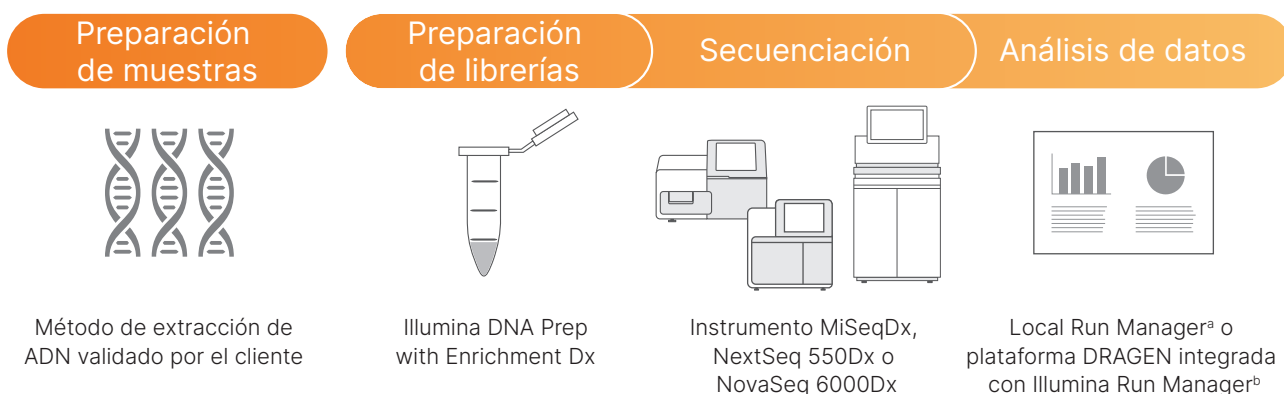 Preparación
de muestras
Preparación
de librerías
Secuenciación
Análisis de datos
Método de extracción de
ADN validado por el cliente
Illumina DNA Prep
with Enrichment Dx
Instrumento MiSeqDx,
NextSeq 550Dx o
NovaSeq 6000Dx
Local Run Managerᵃ o
plataforma DRAGEN integrada
con Illumina Run Managerᵇ